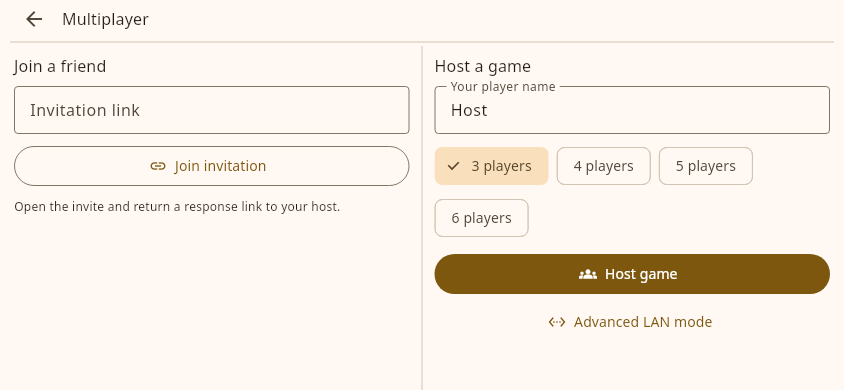 Multiplayer
Join a friend
Invitation link
Join invitation
Open the invite and return a response link to your host.
Host a game
Your player name
Host
3 players
4 players
5 players
6 players
Host game
Advanced LAN mode